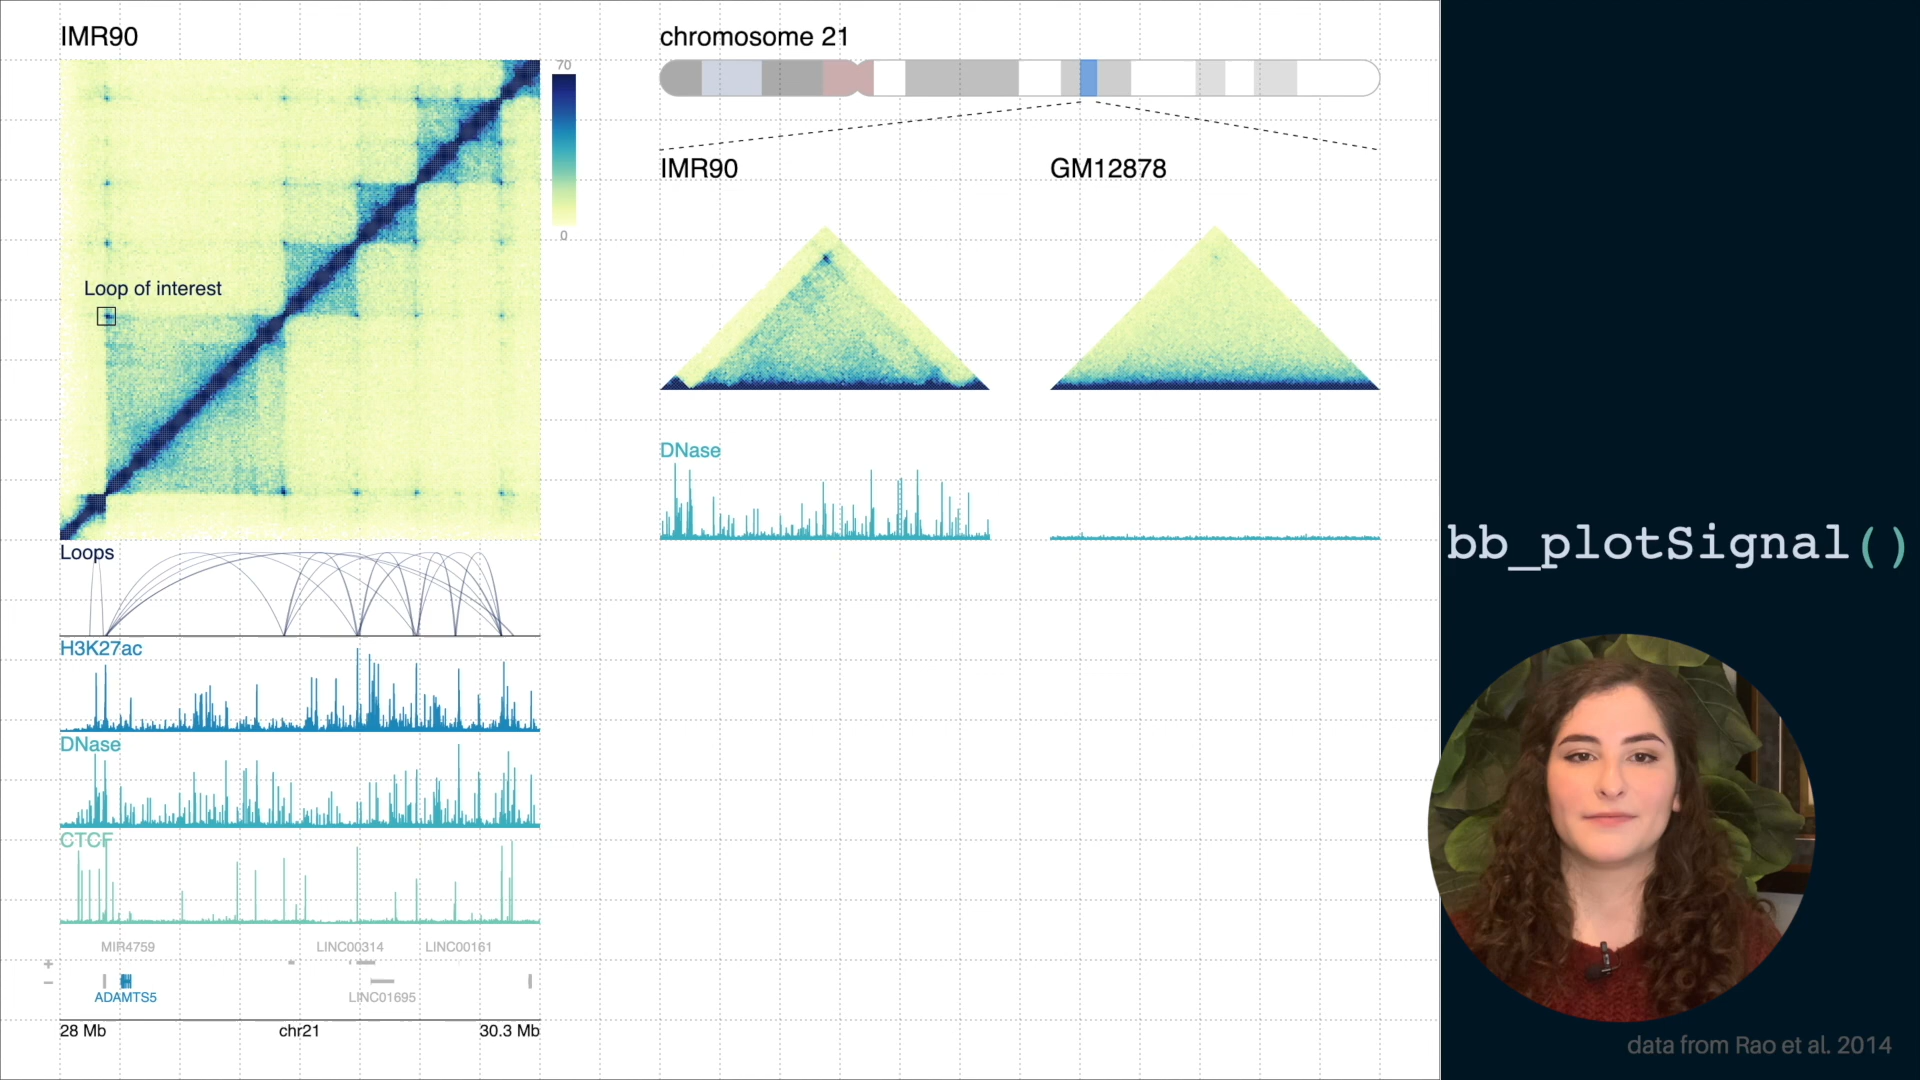 IMR90
70
0
Loop of interest
Loops
H3K27ac
DNase
CTCF
MIR4759
LINC00314
LINC00161
+
−
ADAMTS5
LINC01695
28 Mb
chr21
30.3 Mb
chromosome 21
IMR90
GM12878
DNase
bb_plotSignal()
data from Rao et al. 2014